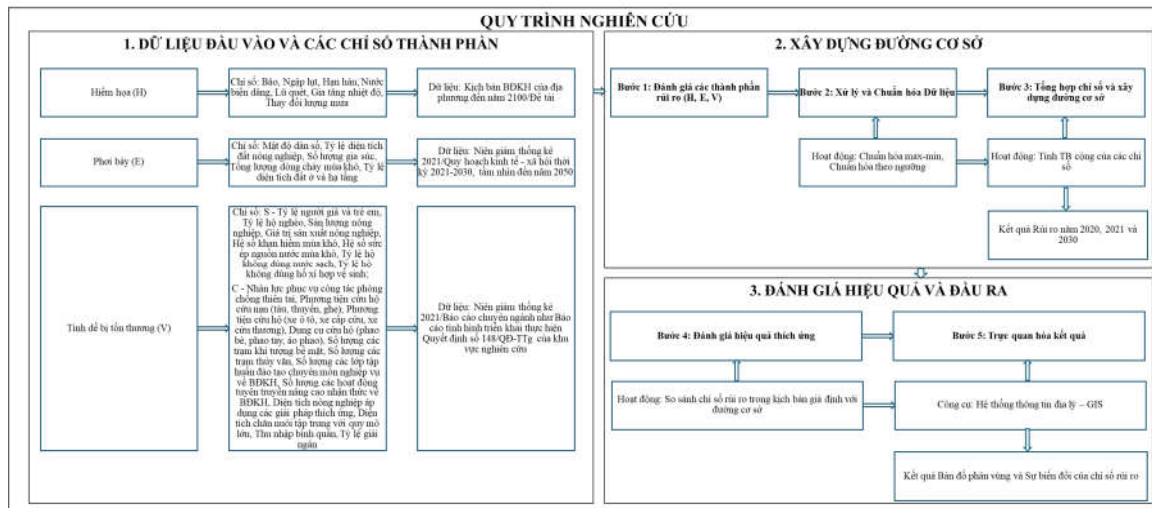 QUY TRÌNH NGHIÊN CỨU
1. DỮ LIỆU ĐẦU VÀO VÀ CÁC CHỈ SỐ THÀNH PHẦN
Hiểm họa (H)
Chỉ số: Bão, Ngập lụt, Hạn hán, Nước
biển dâng, Lũ quét, Gia tăng nhiệt độ,
Thay đổi lượng mưa
Dữ liệu: Kịch bản BĐKH của địa
phương đến năm 2100/Đề tài
Phơi bày (E)
Chỉ số: Mật độ dân số, Tỷ lệ diện tích
đất nông nghiệp, Số lượng gia súc,
Tổng lượng dòng chảy mùa khô, Tỷ lệ
diện tích đất ở và hạ tầng
Dữ liệu: Niên giám thống kê
2021/Quy hoạch kinh tế - xã hội thời
kỳ 2021-2030, tầm nhìn đến năm 2050
Tính dễ bị tổn thương (V)
Chỉ số: S - Tỷ lệ người già và trẻ em,
Tỷ lệ hộ nghèo, Sản lượng nông
nghiệp, Giá trị sản xuất nông nghiệp,
Hệ số khan hiếm mùa khô, Hệ số sức
ép nguồn nước mùa khô, Tỷ lệ hộ
không dùng nước sạch, Tỷ lệ hộ
không dùng hố xí hợp vệ sinh;
C - Nhân lực phục vụ công tác phòng
chống thiên tai, Phương tiện cứu hộ
cứu nạn (tàu, thuyền, ghe), Phương
tiện cứu hộ (xe ô tô, xe cấp cứu, xe
cứu thương), Dụng cụ cứu hộ (phao
bè, phao tay, áo phao), Số lượng các
trạm khí tượng bề mặt, Số lượng các
trạm thủy văn, Số lượng các lớp tập
huấn đào tạo chuyên môn nghiệp vụ
về BĐKH, Số lượng các hoạt động
tuyên truyền nâng cao nhận thức về
BĐKH, Diện tích nông nghiệp áp
dụng các giải pháp thích ứng, Diện
tích chăn nuôi tập trung với quy mô
lớn, Thu nhập bình quân, Tỷ lệ giải
ngân
Dữ liệu: Niên giám thống kê
2021/Báo cáo chuyên ngành như Báo
cáo tình hình triển khai thực hiện
Quyết định số 148/QĐ-TTg của khu
vực nghiên cứu
2. XÂY DỰNG ĐƯỜNG CƠ SỞ
Bước 1: Đánh giá các thành phần
rủi ro (H, E, V)
Bước 2: Xử lý và Chuẩn hóa Dữ liệu
Bước 3: Tổng hợp chỉ số và xây
dựng đường cơ sở
Hoạt động: Chuẩn hóa max-min,
Chuẩn hóa theo ngưỡng
Hoạt động: Tính TB cộng của các chỉ
số
Kết quả Rủi ro năm 2020, 2021 và
2030
3. ĐÁNH GIÁ HIỆU QUẢ VÀ ĐẦU RA
Bước 4: Đánh giá hiệu quả thích ứng
Bước 5: Trực quan hóa kết quả
Hoạt động: So sánh chỉ số rủi ro trong kịch bản giả định với
đường cơ sở
Công cụ: Hệ thống thông tin địa lý – GIS
Kết quả Bản đồ phân vùng và Sự biến đổi của chỉ số rủi ro